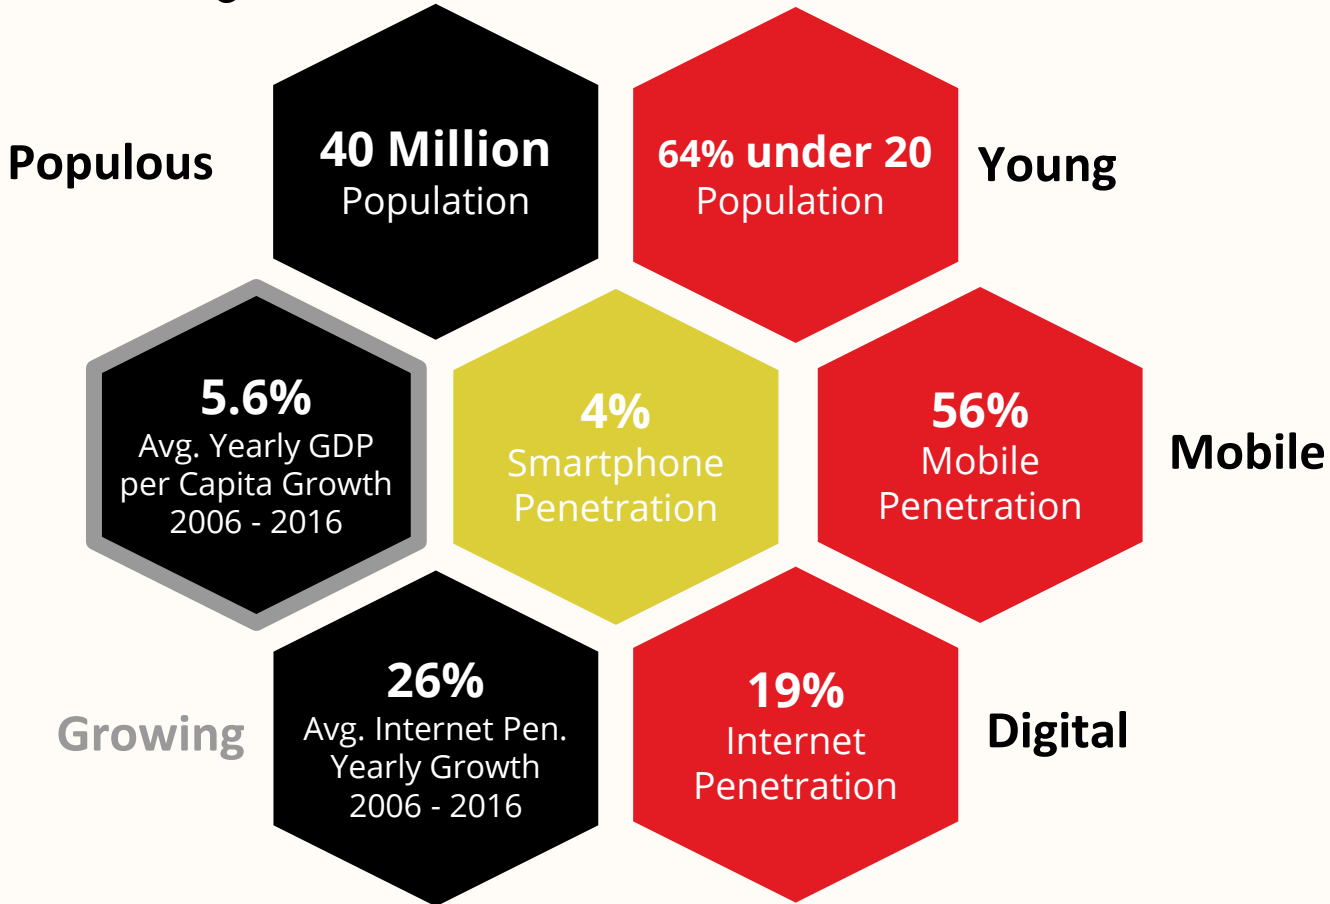 Populous
40 Million
Population
64% under 20
Population
Young
5.6%
Avg. Yearly GDP
per Capita Growth
2006 - 2016
4%
Smartphone
Penetration
56%
Mobile
Penetration
Mobile
Growing
26%
Avg. Internet Pen.
Yearly Growth
2006 - 2016
19%
Internet
Penetration
Digital